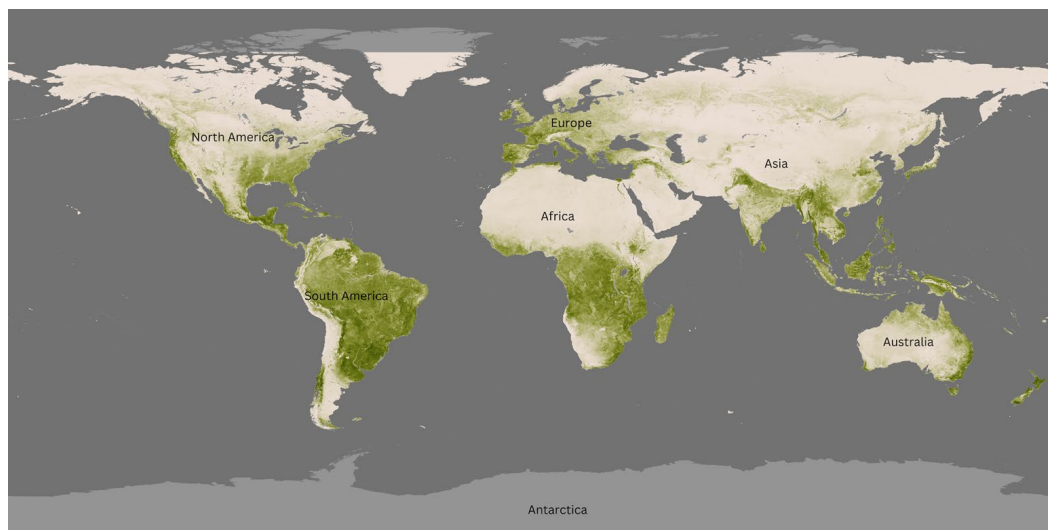 Europe
North America
Asia
Africa
South America
Australia
Antarctica